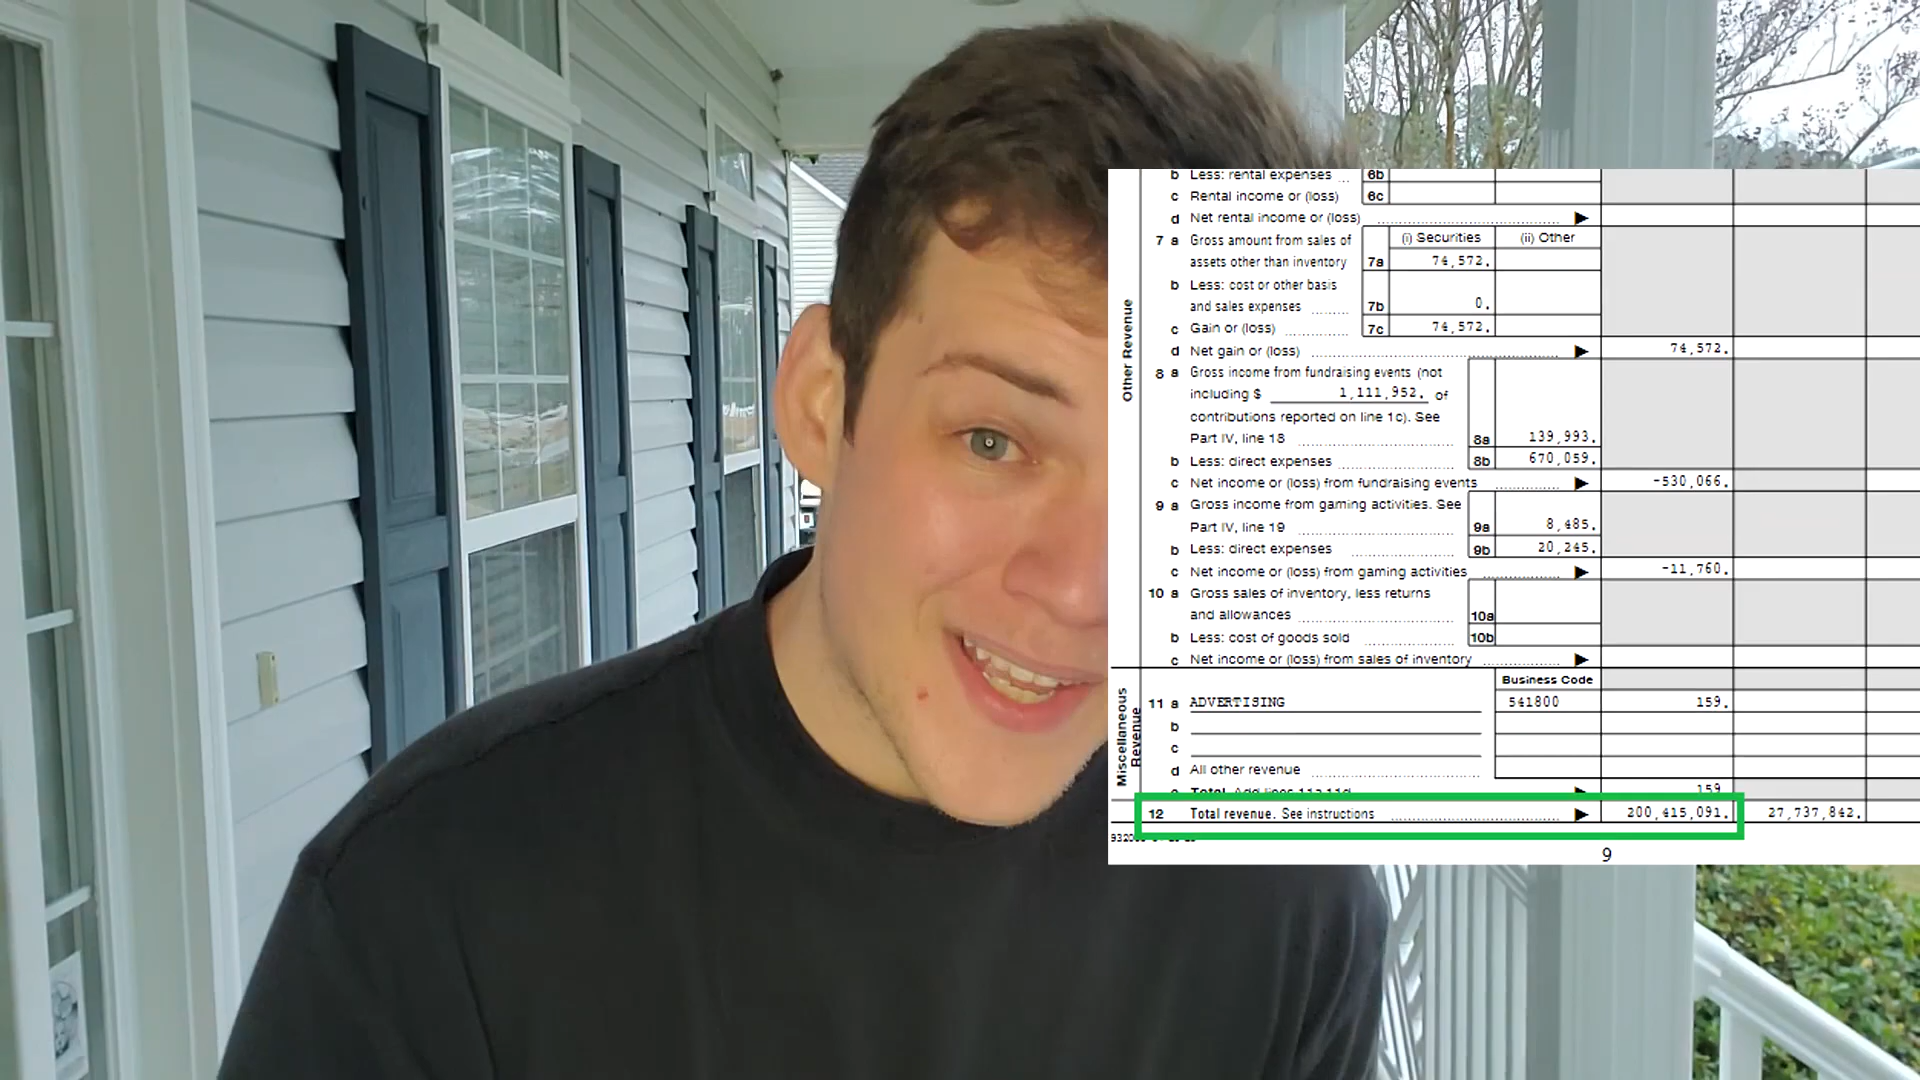 b Less: rental expenses 6b
c Rental income or (loss) 6c
d Net rental income or (loss)
7 a Gross amount from sales of (i) Securities (ii) Other
assets other than inventory 7a 74,572.
b Less: cost or other basis
and sales expenses 7b 0.
c Gain or (loss) 7c 74,572.
d Net gain or (loss) 74,572.
8 a Gross income from fundraising events (not
including $ 1,111,952. of
contributions reported on line 1c). See
Part IV, line 18 8a 139,993.
b Less: direct expenses 8b 670,059.
c Net income or (loss) from fundraising events -530,066.
9 a Gross income from gaming activities. See
Part IV, line 19 9a 8,485.
b Less: direct expenses 9b 20,245.
c Net income or (loss) from gaming activities -11,760.
10 a Gross sales of inventory, less returns
and allowances 10a
b Less: cost of goods sold 10b
c Net income or (loss) from sales of inventory
Other Revenue
Business Code
11 a ADVERTISING 541800 159.
b
c
d All other revenue
e Total. Add lines 11a-11d 159.
Miscellaneous
Revenue
12 Total revenue. See instructions 200,415,091. 27,737,842.
9